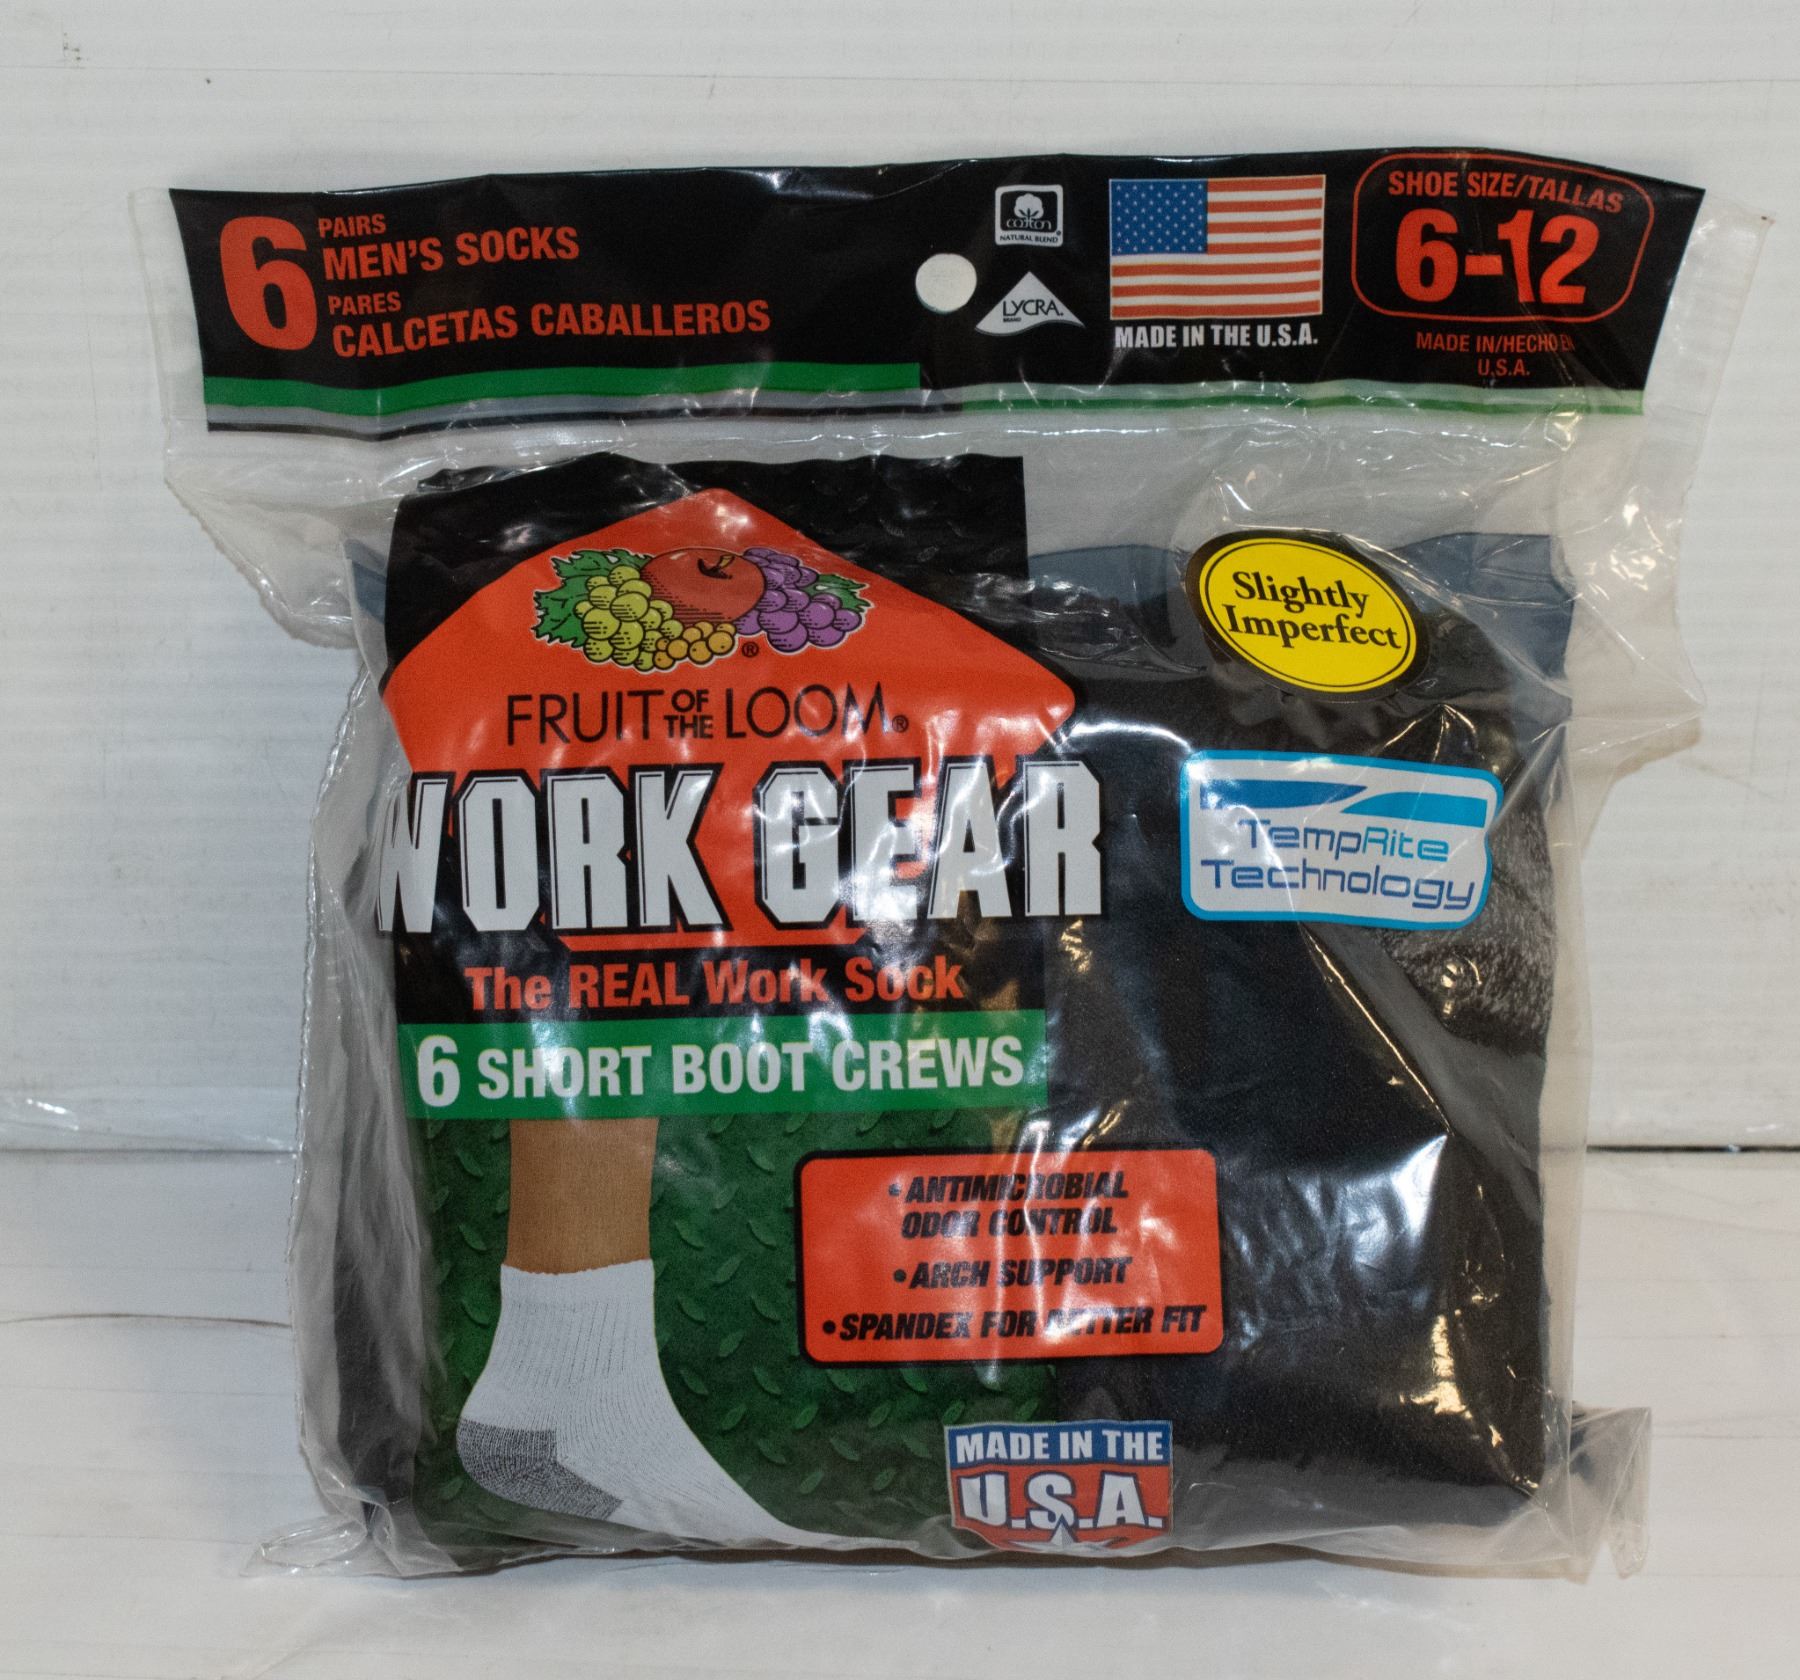 6 PAIRS
MEN'S SOCKS
PARES
CALCETAS CABALLEROS
cotton
NATURAL BLEND
LYCRA.
BRAND
MADE IN THE U.S.A.
SHOE SIZE/TALLAS
6-12
MADE IN/HECHO EN
U.S.A.
FRUIT OF THE LOOM®
WORK GEAR
The REAL Work Sock
6 SHORT BOOT CREWS
Slightly
Imperfect
TempRite
Technology
•ANTIMICROBIAL
ODOR CONTROL
•ARCH SUPPORT
•SPANDEX FOR BETTER FIT
MADE IN THE
U.S.A.